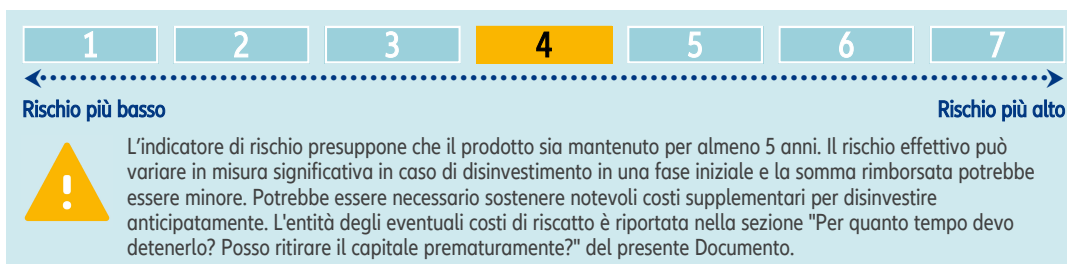 1 2 3 4 5 6 7
Rischio più basso Rischio più alto
L’indicatore di rischio presuppone che il prodotto sia mantenuto per almeno 5 anni. Il rischio effettivo può
variare in misura significativa in caso di disinvestimento in una fase iniziale e la somma rimborsata potrebbe
essere minore. Potrebbe essere necessario sostenere notevoli costi supplementari per disinvestire
anticipatamente. L'entità degli eventuali costi di riscatto è riportata nella sezione "Per quanto tempo devo
detenerlo? Posso ritirare il capitale prematuramente?" del presente Documento.